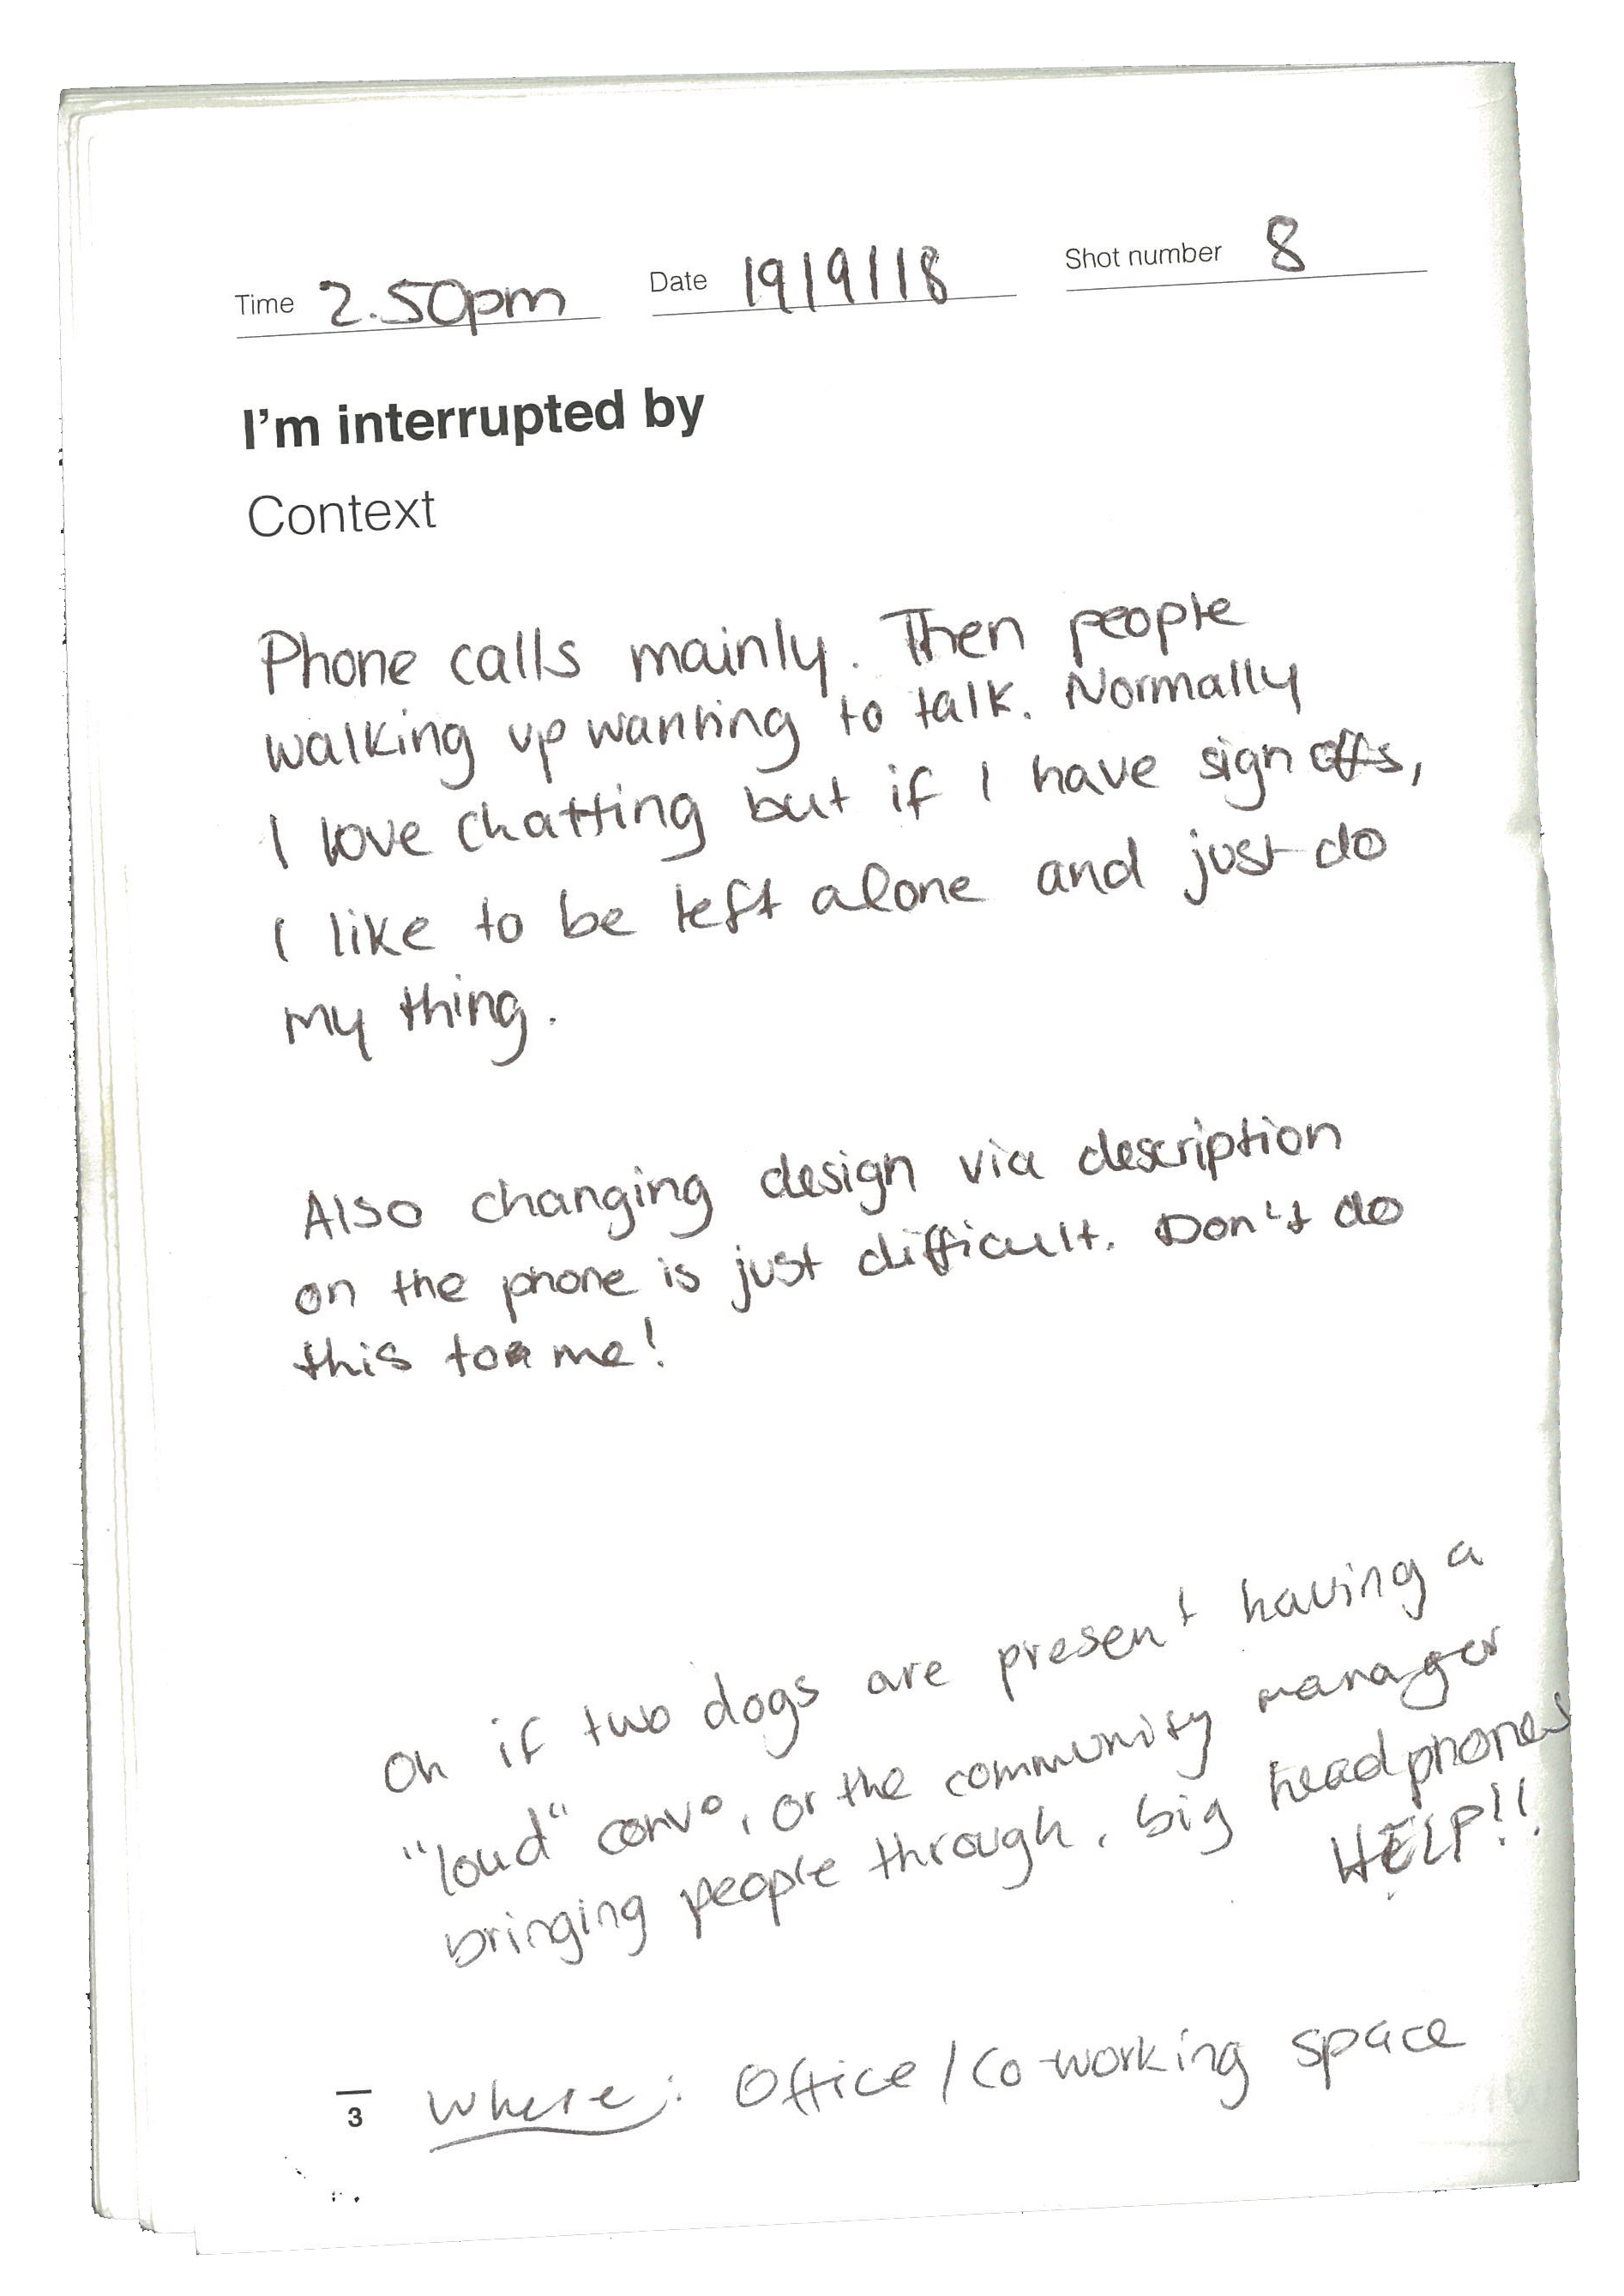 Time 2.50pm Date 19/9/18 Shot number 8
I'm interrupted by
Context
Phone calls mainly. Then people
walking up wanting to talk. Normally
I love chatting but if I have sign offs,
I like to be left alone and just do
my thing.
Also changing design via description
on the phone is just difficult. Don't do
this to me!
Oh if two dogs are present having a
"loud" convo, or the community manager
bringing people through, big headphones
HELP!!
3 Where: Office/Co-working space